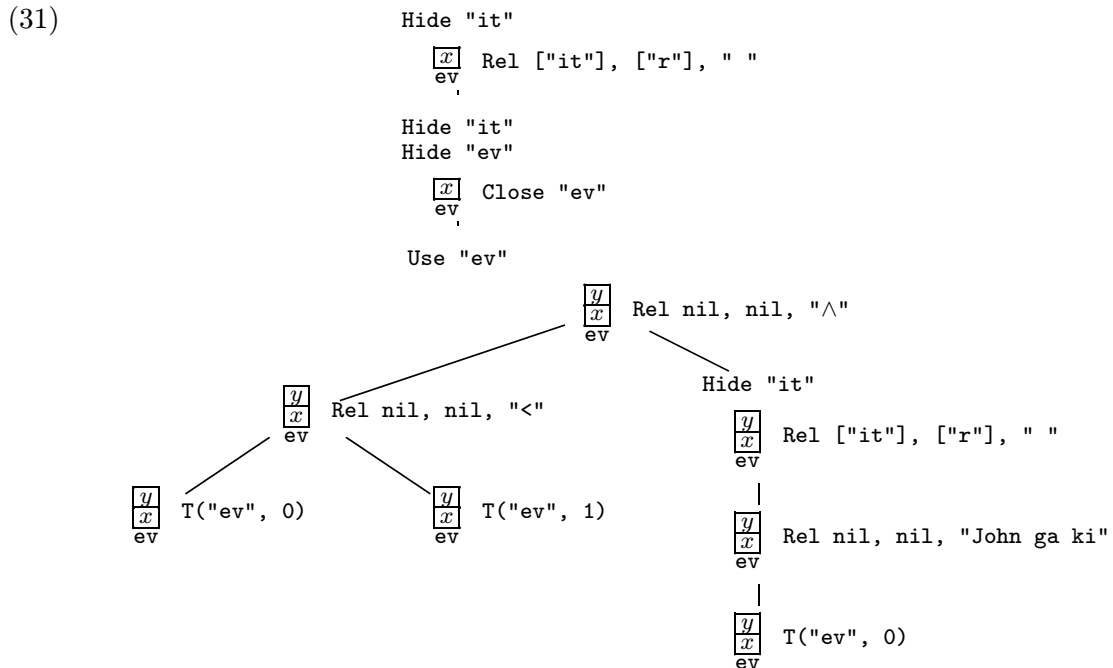 (31)
Hide "it"
x
ev
Rel ["it"], ["r"], " "
Hide "it"
Hide "ev"
x
ev
Close "ev"
Use "ev"
y
x
ev
Rel nil, nil, "∧"
Hide "it"
y
x
ev
Rel nil, nil, "<"
y
x
ev
Rel ["it"], ["r"], " "
y
x
ev
T("ev", 0)
y
x
ev
T("ev", 1)
y
x
ev
Rel nil, nil, "John ga ki"
y
x
ev
T("ev", 0)